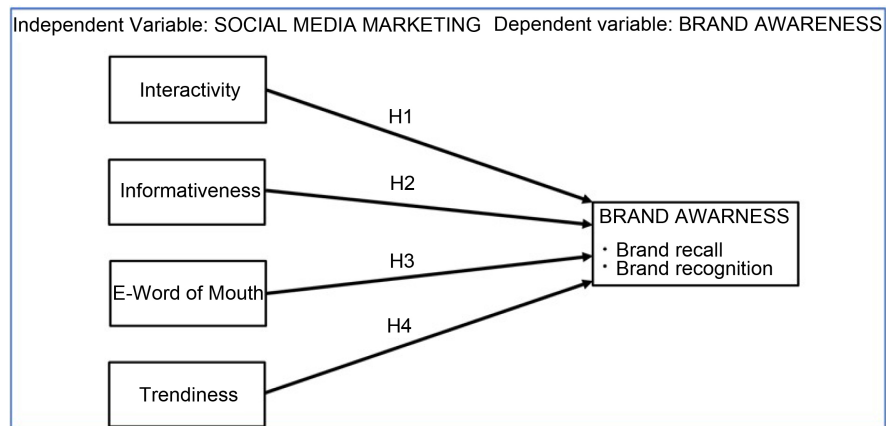 Independent Variable: SOCIAL MEDIA MARKETING Dependent variable: BRAND AWARENESS
Interactivity
H1
Informativeness
H2
BRAND AWARNESS
· Brand recall
· Brand recognition
E-Word of Mouth
H3
H4
Trendiness